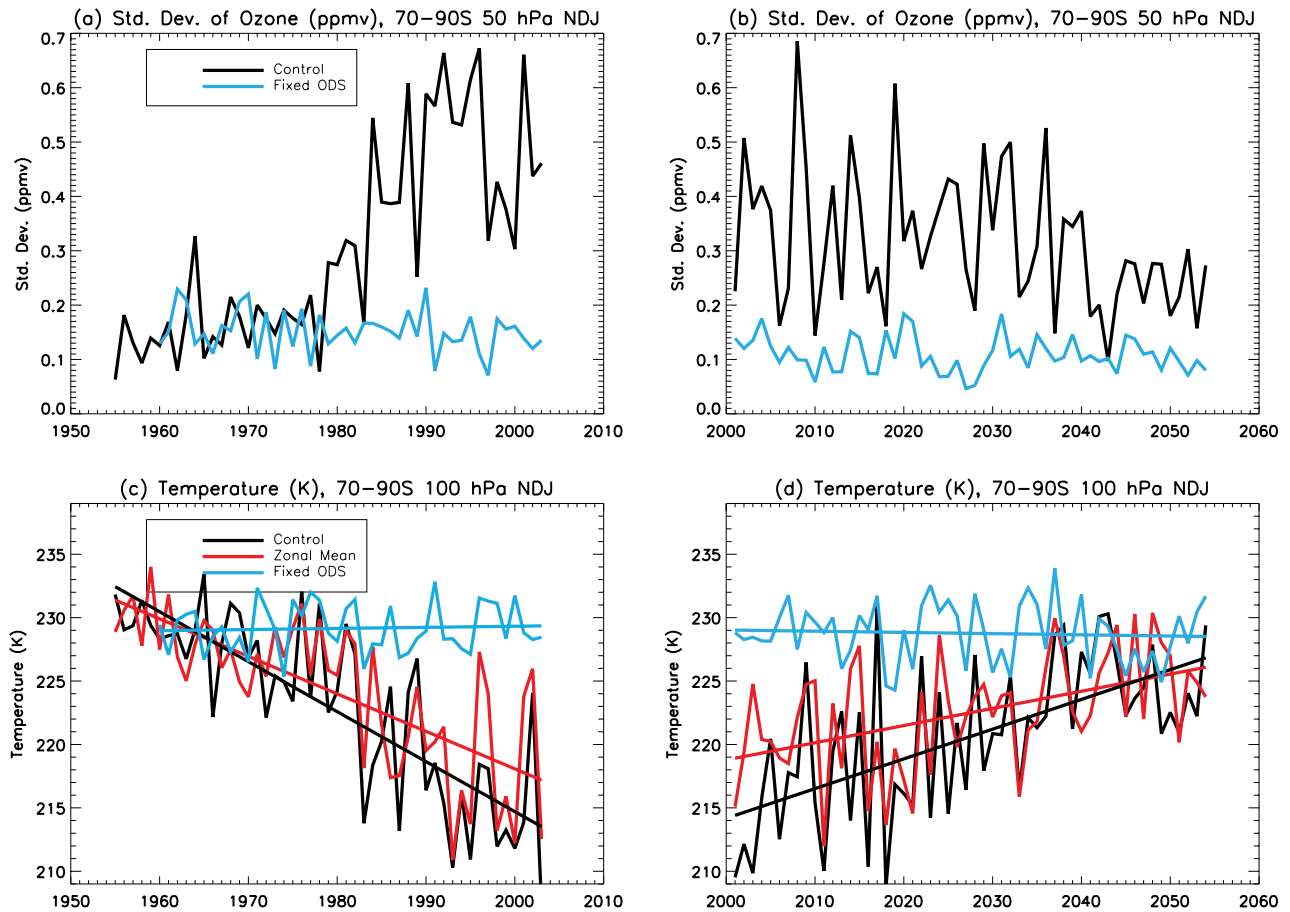 (a) Std. Dev. of Ozone (ppmv), 70-90S 50 hPa NDJ
0.7
0.6
0.5
0.4
0.3
0.2
0.1
0.0
Std. Dev. (ppmv)
Control
Fixed ODS
1950 1960 1970 1980 1990 2000 2010
(b) Std. Dev. of Ozone (ppmv), 70-90S 50 hPa NDJ
0.7
0.6
0.5
0.4
0.3
0.2
0.1
0.0
Std. Dev. (ppmv)
2000 2010 2020 2030 2040 2050 2060
(c) Temperature (K), 70-90S 100 hPa NDJ
235
230
225
220
215
210
Temperature (K)
Control
Zonal Mean
Fixed ODS
1950 1960 1970 1980 1990 2000 2010
(d) Temperature (K), 70-90S 100 hPa NDJ
235
230
225
220
215
210
Temperature (K)
2000 2010 2020 2030 2040 2050 2060